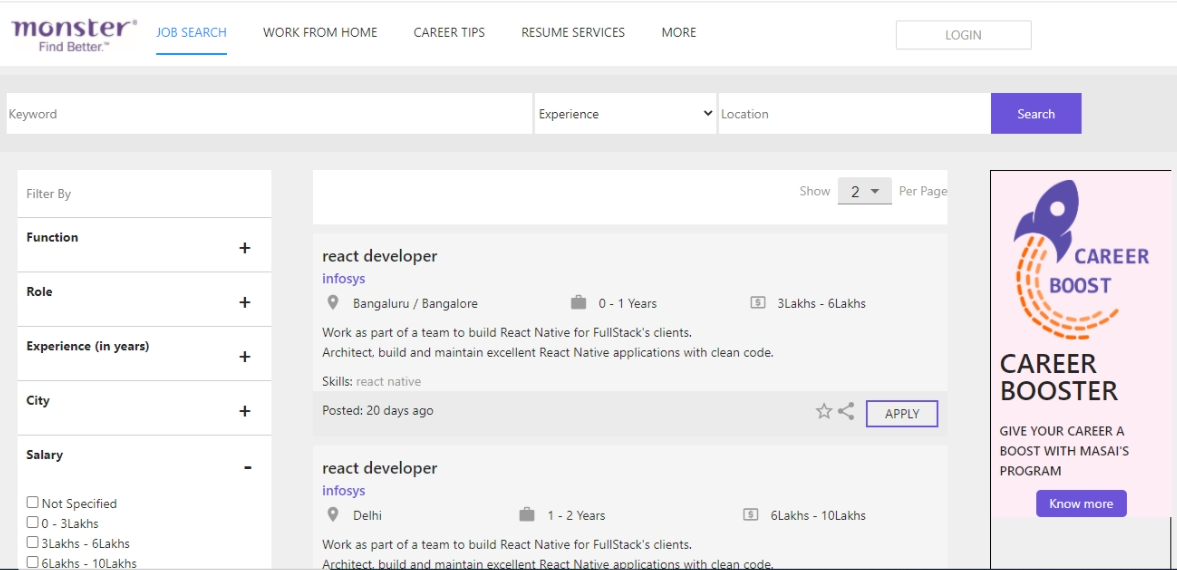 monster®
Find Better.™
JOB SEARCH WORK FROM HOME CAREER TIPS RESUME SERVICES MORE LOGIN
Keyword Experience Location Search
Filter By
Function +
Role +
Experience (in years) +
City +
Salary -
Not Specified
0 - 3Lakhs
3Lakhs - 6Lakhs
6Lakhs - 10Lakhs
Show 2 Per Page
react developer
infosys
Bangaluru / Bangalore 0 - 1 Years 3Lakhs - 6Lakhs
Work as part of a team to build React Native for FullStack's clients.
Architect, build and maintain excellent React Native applications with clean code.
Skills: react native
Posted: 20 days ago APPLY
react developer
infosys
Delhi 1 - 2 Years 6Lakhs - 10Lakhs
Work as part of a team to build React Native for FullStack's clients.
Architect, build and maintain excellent React Native applications with clean code.
CAREER
BOOST
CAREER
BOOSTER
GIVE YOUR CAREER A
BOOST WITH MASAI'S
PROGRAM
Know more